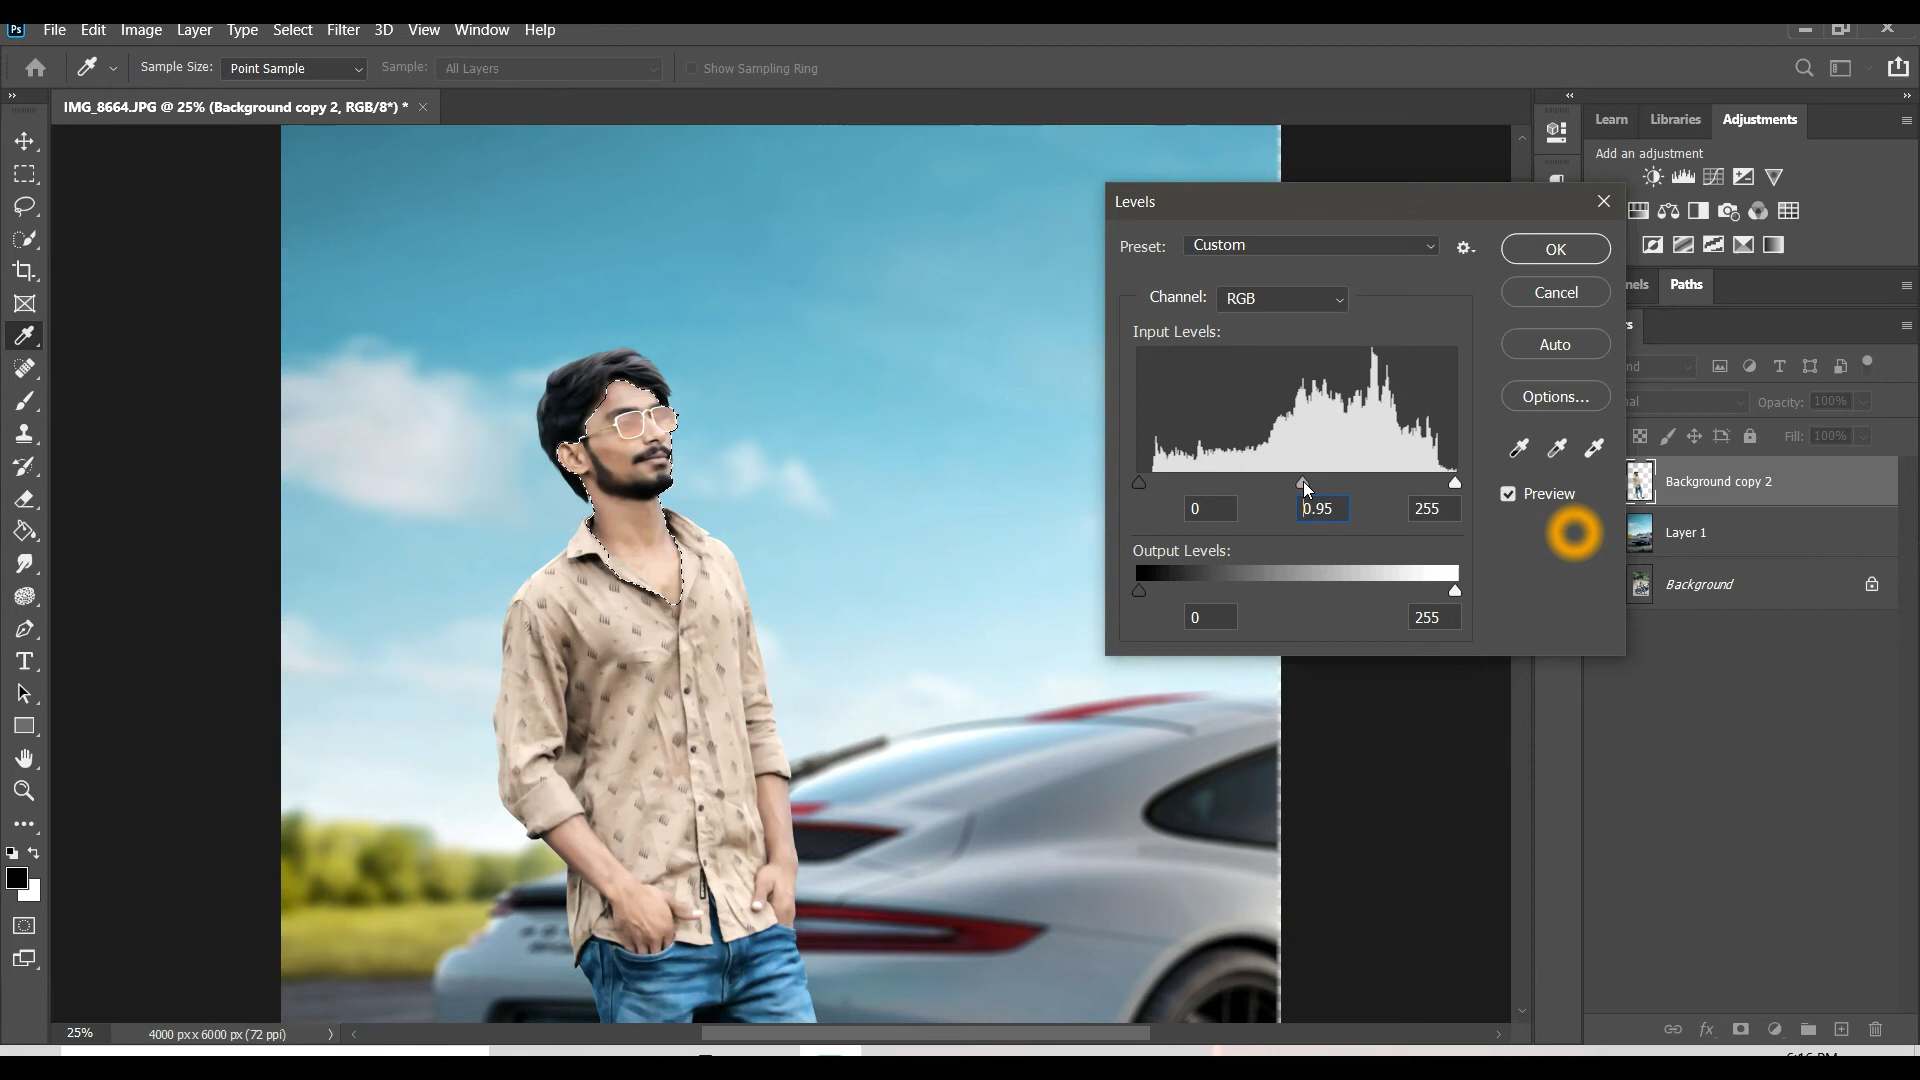 Ps File Edit Image Layer Type Select Filter 3D View Window Help
Sample Size: Point Sample Sample: All Layers Show Sampling Ring
IMG_8664.JPG @ 25% (Background copy 2, RGB/8*) *
Learn Libraries Adjustments
Add an adjustment
Levels
Preset: Custom
OK
Channel: RGB
Cancel
Paths
Input Levels:
Auto
Options...
Opacity: 100%
Fill: 100%
Background copy 2
Preview
0 0.95 255
Layer 1
Output Levels:
Background
0 255
T
25% 4000 px x 6000 px (72 ppi)
fx